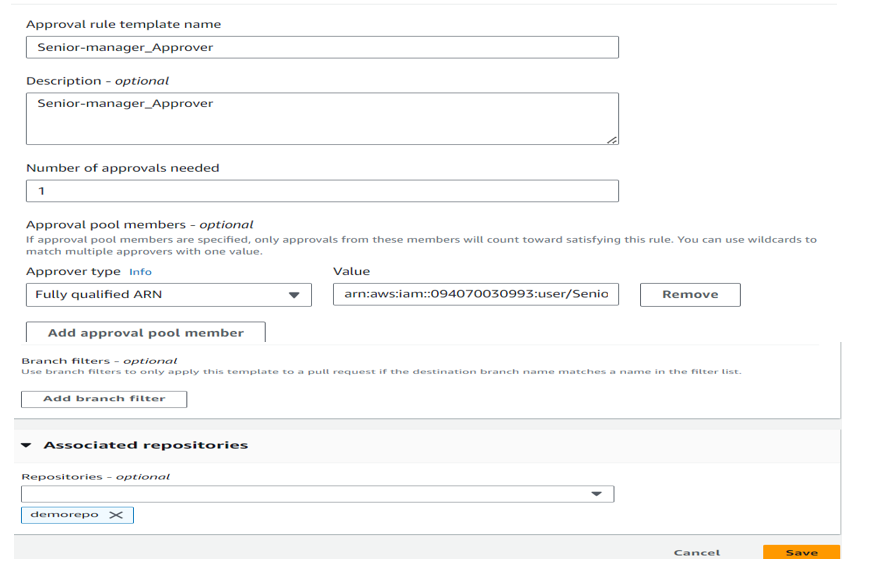 Approval rule template name
Senior-manager_Approver
Description - optional
Senior-manager_Approver
Number of approvals needed
1
Approval pool members - optional
If approval pool members are specified, only approvals from these members will count toward satisfying this rule. You can use wildcards to
match multiple approvers with one value.
Approver type Info Value
Fully qualified ARN arn:aws:iam::094070030993:user/Senio Remove
Add approval pool member
Branch filters - optional
Use branch filters to only apply this template to a pull request if the destination branch name matches a name in the filter list.
Add branch filter
Associated repositories
Repositories - optional
demorepo
Cancel Save